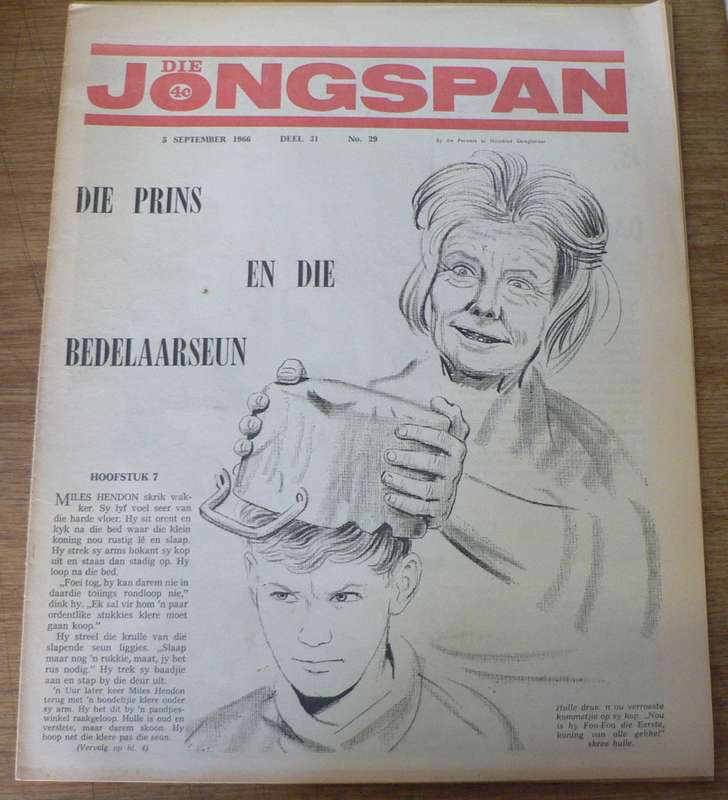 DIE
JONGSPAN
4c
5 SEPTEMBER 1966 DEEL 31 No. 29
By die Poswese as Nuusblad Geregistreer
DIE PRINS
EN DIE
BEDELAARSEUN
HOOFSTUK 7
MILES HENDON skrik wak-
ker. Sy lyf voel seer van
die harde vloer. Hy sit orent en
kyk na die bed waar die klein
koning nou rustig lê en slaap.
Hy strek sy arms bokant sy kop
uit en staan dan stadig op. Hy
loop na die bed.
„Foei tog, hy kan darem nie in
daardie toiings rondloop nie,”
dink hy. „Ek sal vir hom 'n paar
ordentlike stukkies klere moet
gaan koop.”
Hy streel die krulle van die
slapende seun liggies. „Slaap
maar nog 'n rukkie, maat, jy het
rus nodig.” Hy trek sy baadjie
aan en stap by die deur uit.
'n Uur later keer Miles Hendon
terug met 'n bondeltjie klere onder
sy arm. Hy het dit by 'n pandjes-
winkel raakgeloop. Hulle is oud en
verslete, maar darem skoon. Hy
hoop net die klere pas die seun.
(Vervolg op bl. 4)
Hulle druk 'n ou verroeste
kommetjie op sy kop. „Nou
is hy Foo-Foo die Eerste,
koning van alle gekke!”
skree hulle.